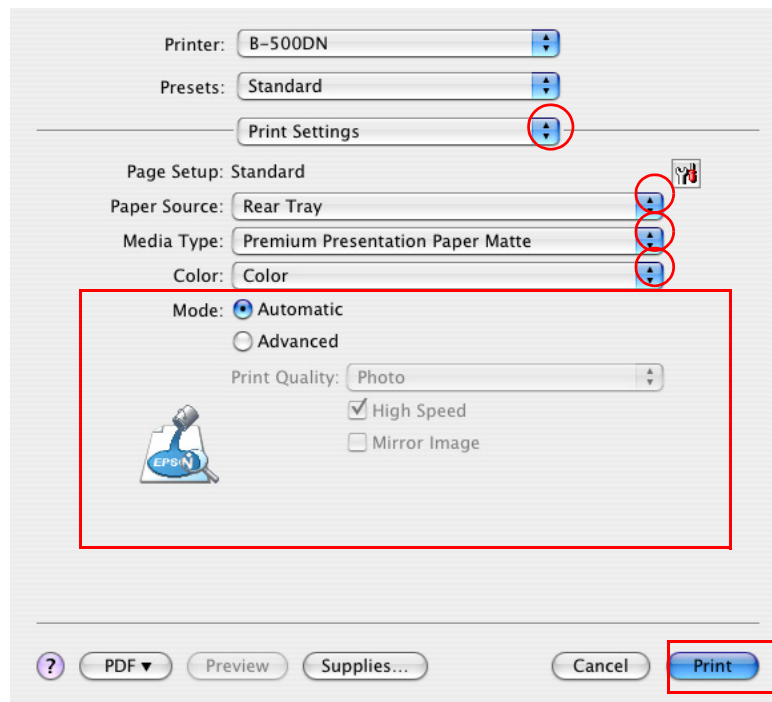 Printer: B-500DN
Presets: Standard
Print Settings
Page Setup: Standard
Paper Source: Rear Tray
Media Type: Premium Presentation Paper Matte
Color: Color
Mode: Automatic
Advanced
Print Quality: Photo
High Speed
Mirror Image
EPSON
? PDF▼ Preview Supplies... Cancel Print